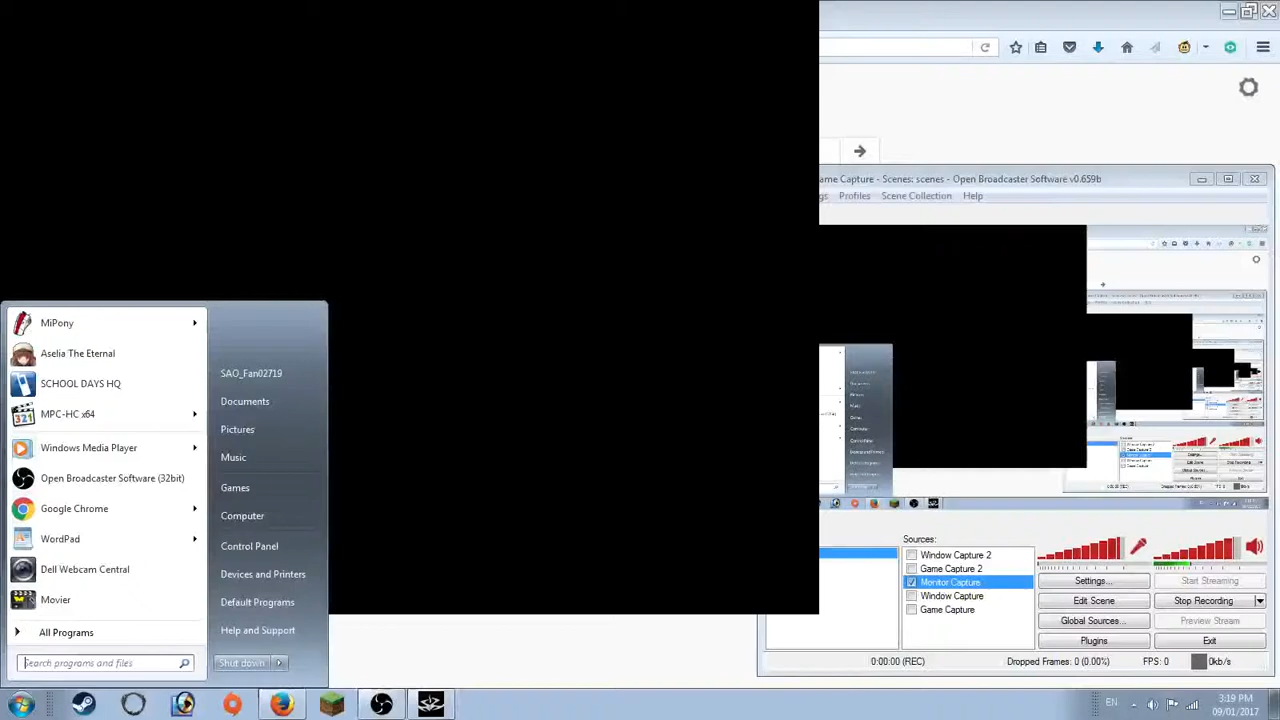 ame Capture - Scenes: scenes - Open Broadcaster Software v0.659b
gs Profiles Scene Collection Help
MiPony
Aselia The Eternal
SCHOOL DAYS HQ
MPC-HC x64
Windows Media Player
Open Broadcaster Software (32bit)
Google Chrome
WordPad
Dell Webcam Central
Movier
All Programs
Search programs and files
SAO_Fan02719
Documents
Pictures
Music
Games
Computer
Control Panel
Devices and Printers
Default Programs
Help and Support
Shut down
Sources:
Window Capture 2
Game Capture 2
Monitor Capture
Window Capture
Game Capture
Settings...
Start Streaming
Edit Scene
Stop Recording
Global Sources...
Preview Stream
Plugins
Exit
0:00:00 (REC)
Dropped Frames: 0 (0.00%)
FPS: 0
0kb/s
EN
3:19 PM
09/01/2017